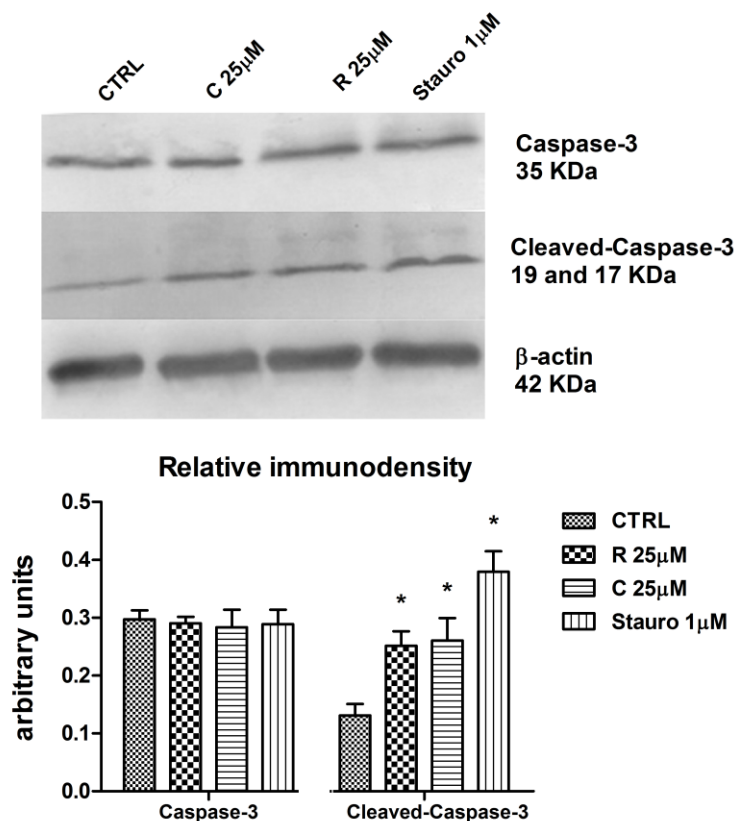 CTRL
C 25μM
R 25μM
Stauro 1μM
Caspase-3
35 KDa
Cleaved-Caspase-3
19 and 17 KDa
β-actin
42 KDa
Relative immunodensity
arbitrary units
0.5
0.4
0.3
0.2
0.1
0.0
*
*
*
Caspase-3
Cleaved-Caspase-3
CTRL
R 25μM
C 25μM
Stauro 1μM